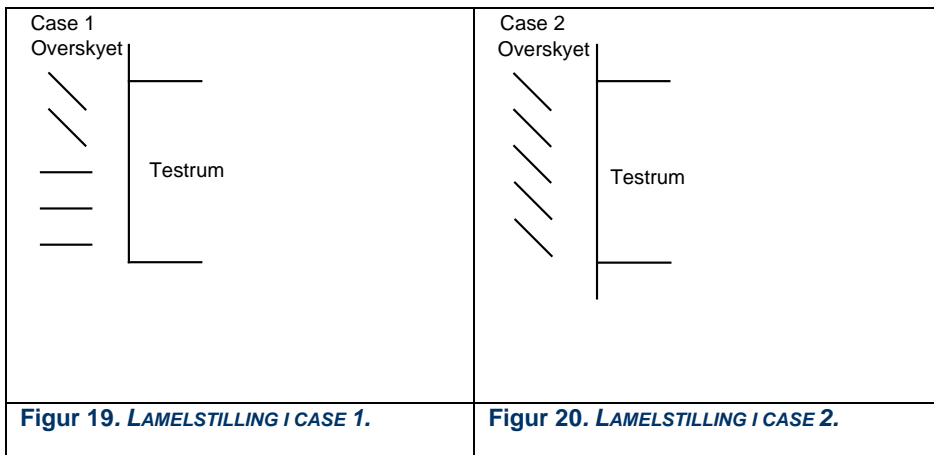 Case 1
Overskyet
Testrum
Case 2
Overskyet
Testrum
Figur 19. LAMELSTILLING I CASE 1.
Figur 20. LAMELSTILLING I CASE 2.